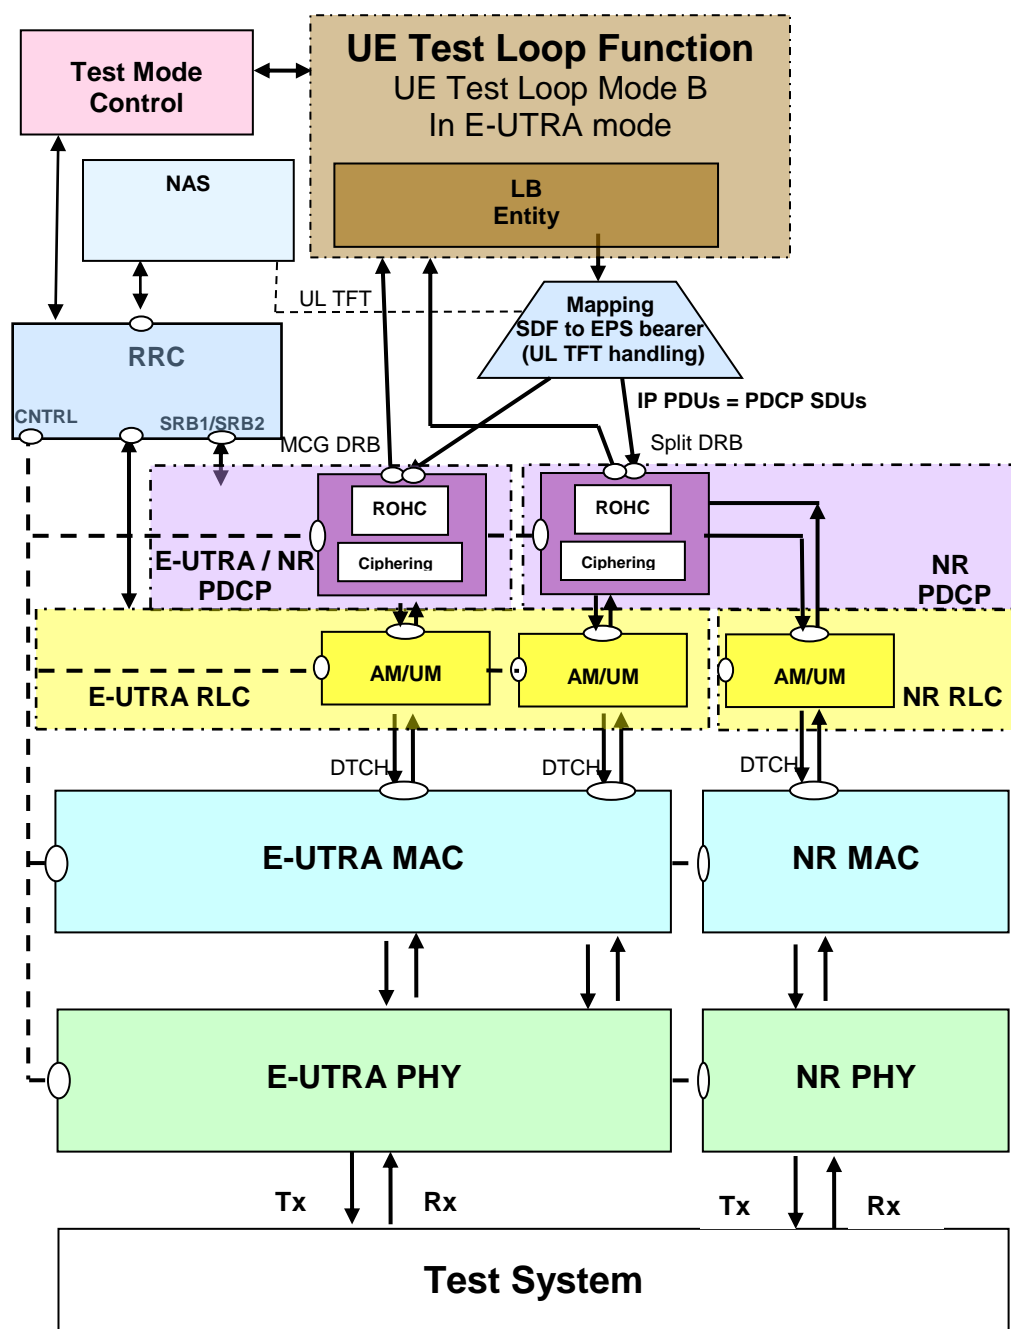 UE Test Loop Function
UE Test Loop Mode B
In E-UTRA mode
Test Mode
Control
NAS
LB
Entity
UL TFT
Mapping
SDF to EPS bearer
(UL TFT handling)
RRC
CNTRL
SRB1/SRB2
IP PDUs = PDCP SDUs
MCG DRB
Split DRB
ROHC
ROHC
Ciphering
Ciphering
E-UTRA / NR
PDCP
NR
PDCP
AM/UM
AM/UM
AM/UM
E-UTRA RLC
NR RLC
DTCH
DTCH
DTCH
E-UTRA MAC
NR MAC
E-UTRA PHY
NR PHY
Tx
Rx
Tx
Rx
Test System